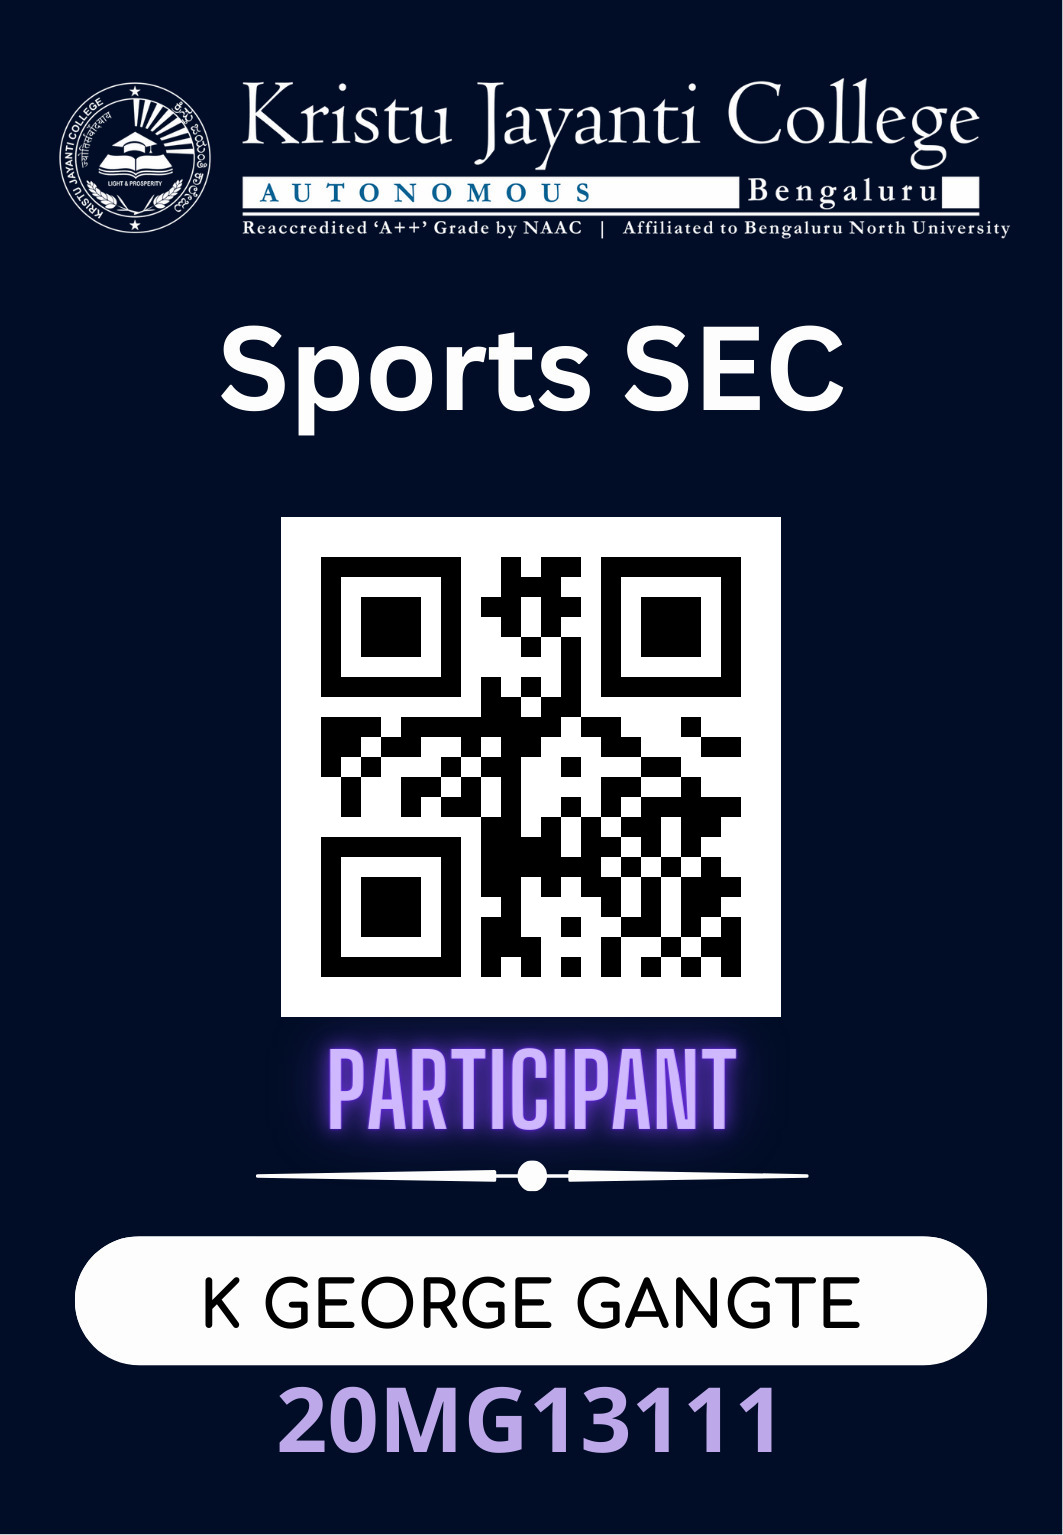 Kristu Jayanti College
AUTONOMOUS Bengaluru
Reaccredited ‘A++’ Grade by NAAC | Affiliated to Bengaluru North University
KRISTU JAYANTI COLLEGE
LIGHT & PROSPERITY
Sports SEC
PARTICIPANT
K GEORGE GANGTE
20MG13111